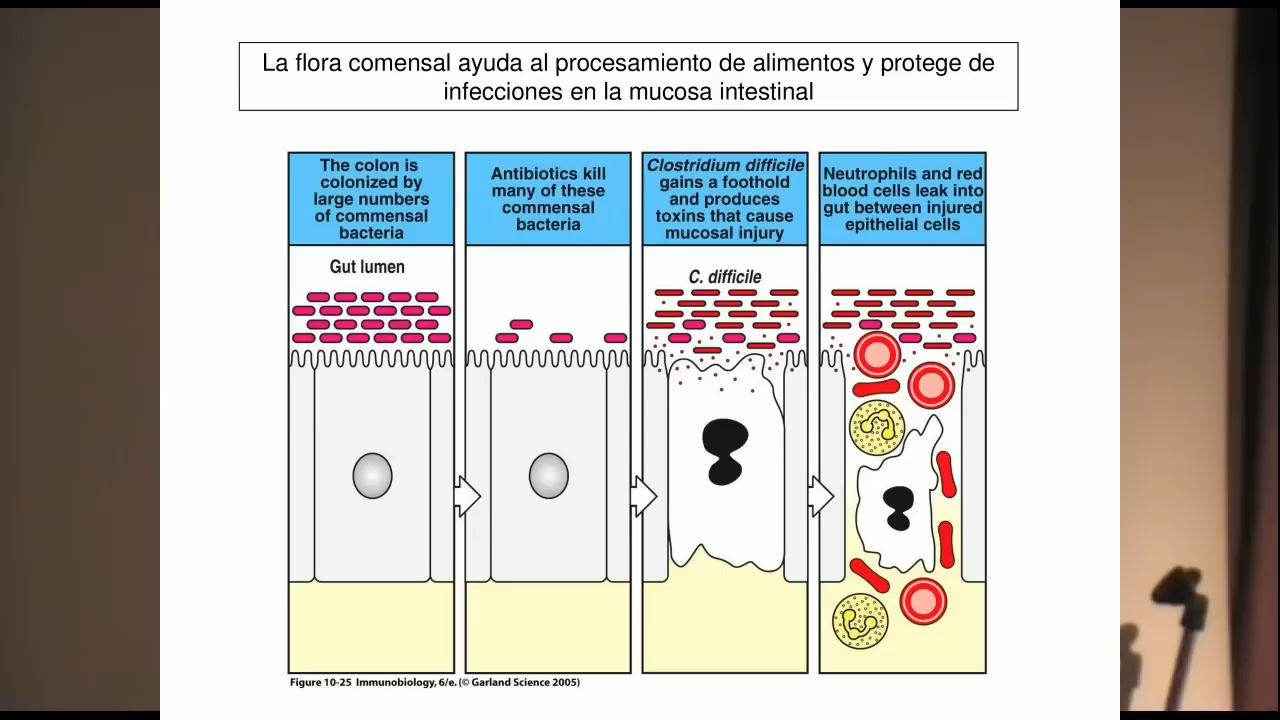 La flora comensal ayuda al procesamiento de alimentos y protege de
infecciones en la mucosa intestinal
The colon is
colonized by
large numbers
of commensal
bacteria
Antibiotics kill
many of these
commensal
bacteria
Clostridium difficile
gains a foothold
and produces
toxins that cause
mucosal injury
Neutrophils and red
blood cells leak into
gut between injured
epithelial cells
Gut lumen
C. difficile
Figure 10-25 Immunobiology, 6/e. (© Garland Science 2005)